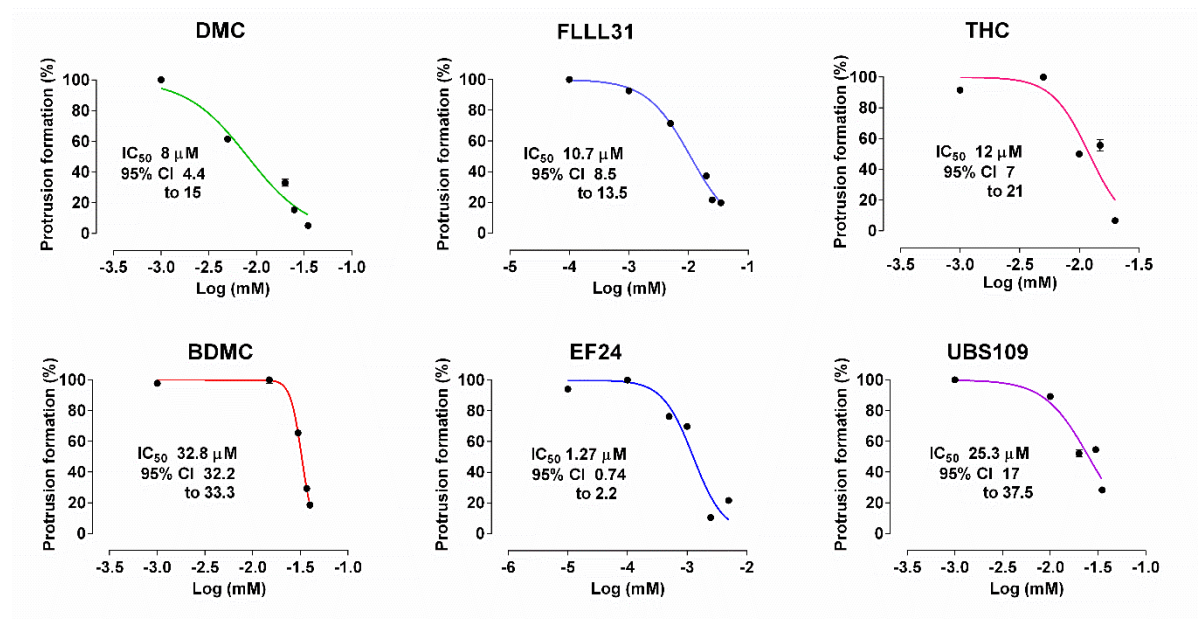 DMC
Protrusion formation (%)
100
80
60
40
20
0
IC50 8 μM
95% CI 4.4
to 15
-3.5 -3.0 -2.5 -2.0 -1.5 -1.0
Log (mM)
FLLL31
Protrusion formation (%)
100
80
60
40
20
0
IC50 10.7 μM
95% CI 8.5
to 13.5
-5 -4 -3 -2 -1
Log (mM)
THC
Protrusion formation (%)
100
80
60
40
20
0
IC50 12 μM
95% CI 7
to 21
-3.5 -3.0 -2.5 -2.0 -1.5
Log (mM)
BDMC
Protrusion formation (%)
100
80
60
40
20
0
IC50 32.8 μM
95% CI 32.2
to 33.3
-3.5 -3.0 -2.5 -2.0 -1.5 -1.0
Log (mM)
EF24
Protrusion formation (%)
100
80
60
40
20
0
IC50 1.27 μM
95% CI 0.74
to 2.2
-6 -5 -4 -3 -2
Log (mM)
UBS109
Protrusion formation (%)
100
80
60
40
20
0
IC50 25.3 μM
95% CI 17
to 37.5
-3.5 -3.0 -2.5 -2.0 -1.5 -1.0
Log (mM)